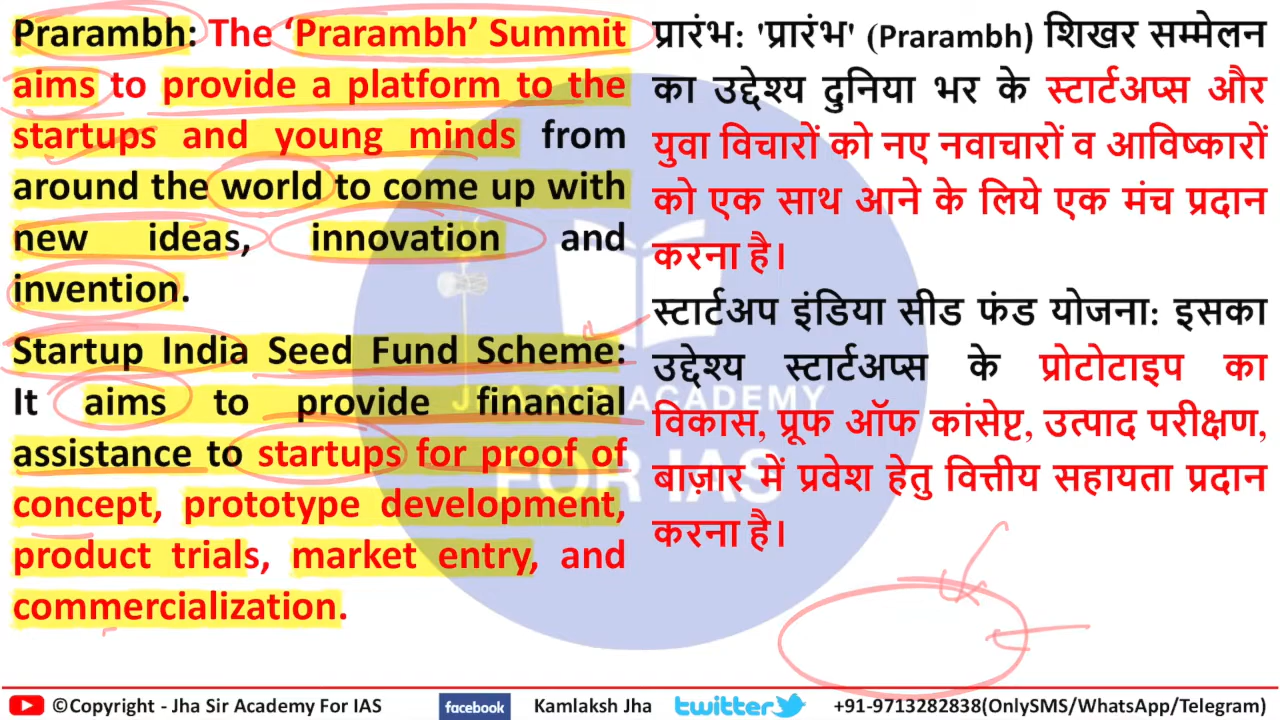 Prarambh: The ‘Prarambh’ Summit
aims to provide a platform to the
startups and young minds from
around the world to come up with
new ideas, innovation and
invention.
Startup India Seed Fund Scheme:
It aims to provide financial
assistance to startups for proof of
concept, prototype development,
product trials, market entry, and
commercialization.
प्रारंभ: 'प्रारंभ' (Prarambh) शिखर सम्मेलन
का उद्देश्य दुनिया भर के स्टार्टअप्स और
युवा विचारों को नए नवाचारों व आविष्कारों
को एक साथ आने के लिये एक मंच प्रदान
करना है।
स्टार्टअप इंडिया सीड फंड योजना: इसका
उद्देश्य स्टार्टअप्स के प्रोटोटाइप का
विकास, प्रूफ ऑफ कांसेप्ट, उत्पाद परीक्षण,
बाज़ार में प्रवेश हेतु वित्तीय सहायता प्रदान
करना है।
JHA SIR ACADEMY
FOR IAS
©Copyright - Jha Sir Academy For IAS
facebook
Kamlaksh Jha
twitter
+91-9713282838(OnlySMS/WhatsApp/Telegram)